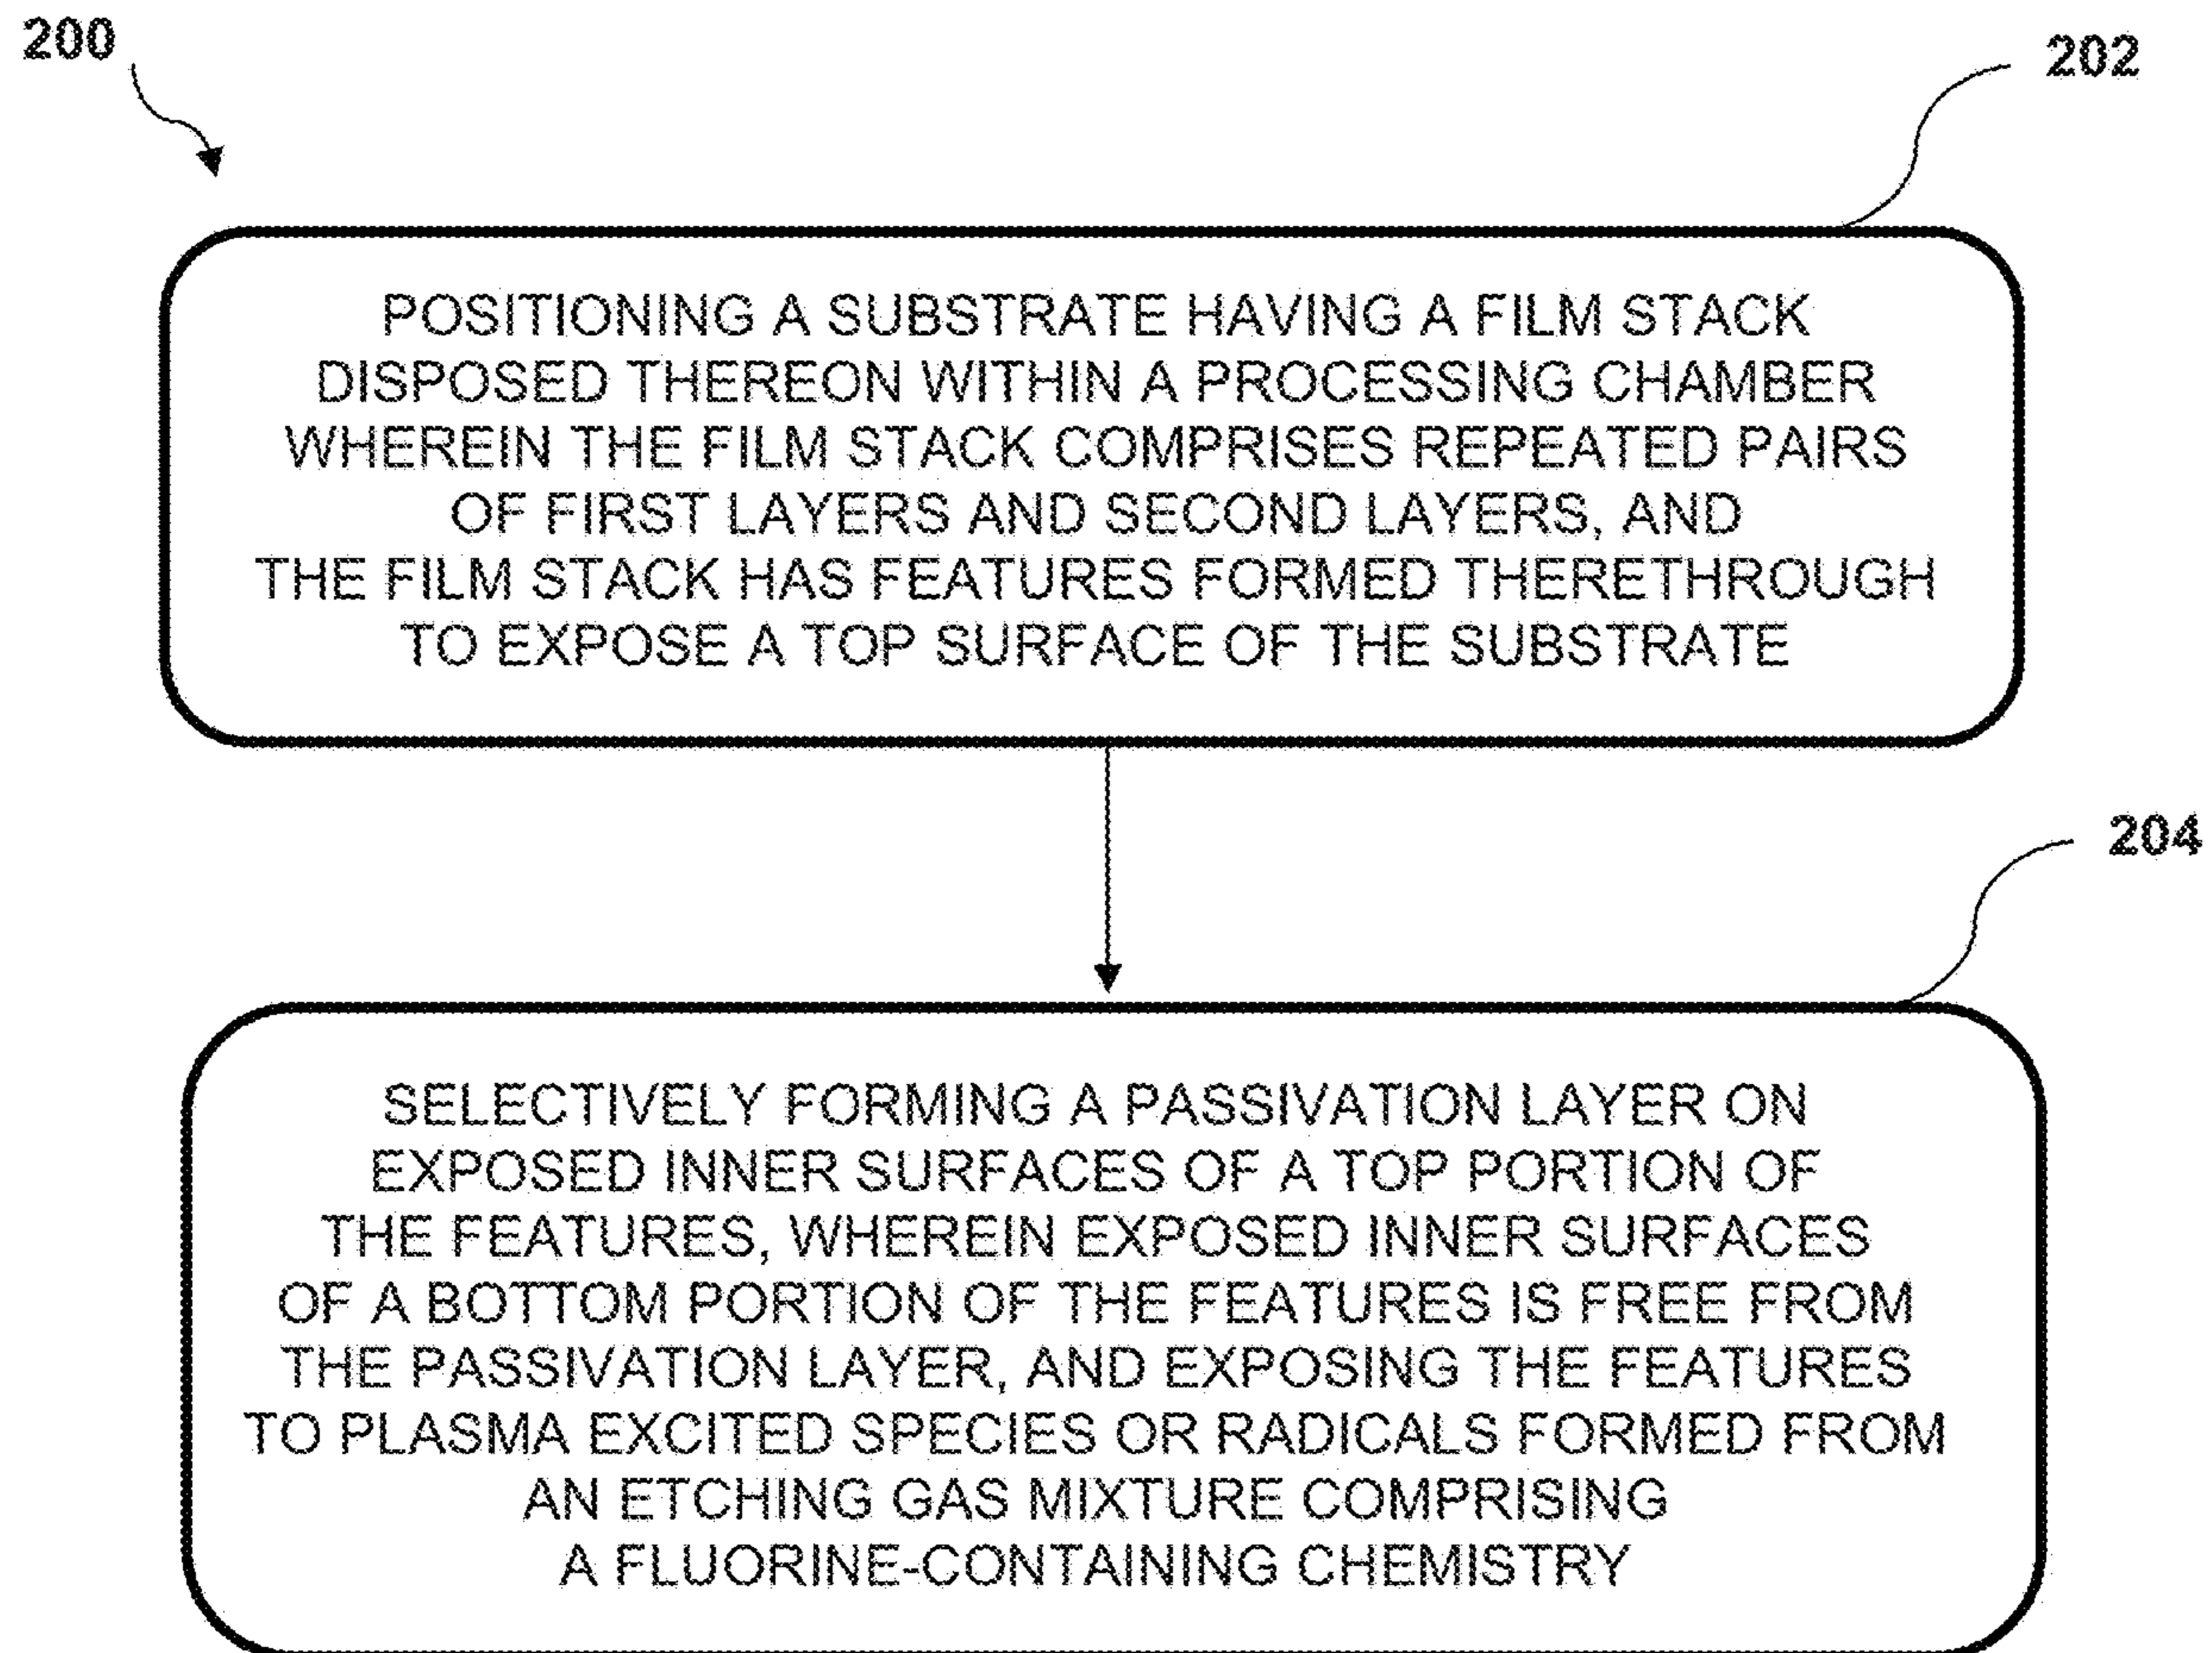 200
202
POSITIONING A SUBSTRATE HAVING A FILM STACK
DISPOSED THEREON WITHIN A PROCESSING CHAMBER
WHEREIN THE FILM STACK COMPRISES REPEATED PAIRS
OF FIRST LAYERS AND SECOND LAYERS, AND
THE FILM STACK HAS FEATURES FORMED THERETHROUGH
TO EXPOSE A TOP SURFACE OF THE SUBSTRATE
204
SELECTIVELY FORMING A PASSIVATION LAYER ON
EXPOSED INNER SURFACES OF A TOP PORTION OF
THE FEATURES, WHEREIN EXPOSED INNER SURFACES
OF A BOTTOM PORTION OF THE FEATURES IS FREE FROM
THE PASSIVATION LAYER, AND EXPOSING THE FEATURES
TO PLASMA EXCITED SPECIES OR RADICALS FORMED FROM
AN ETCHING GAS MIXTURE COMPRISING
A FLUORINE-CONTAINING CHEMISTRY